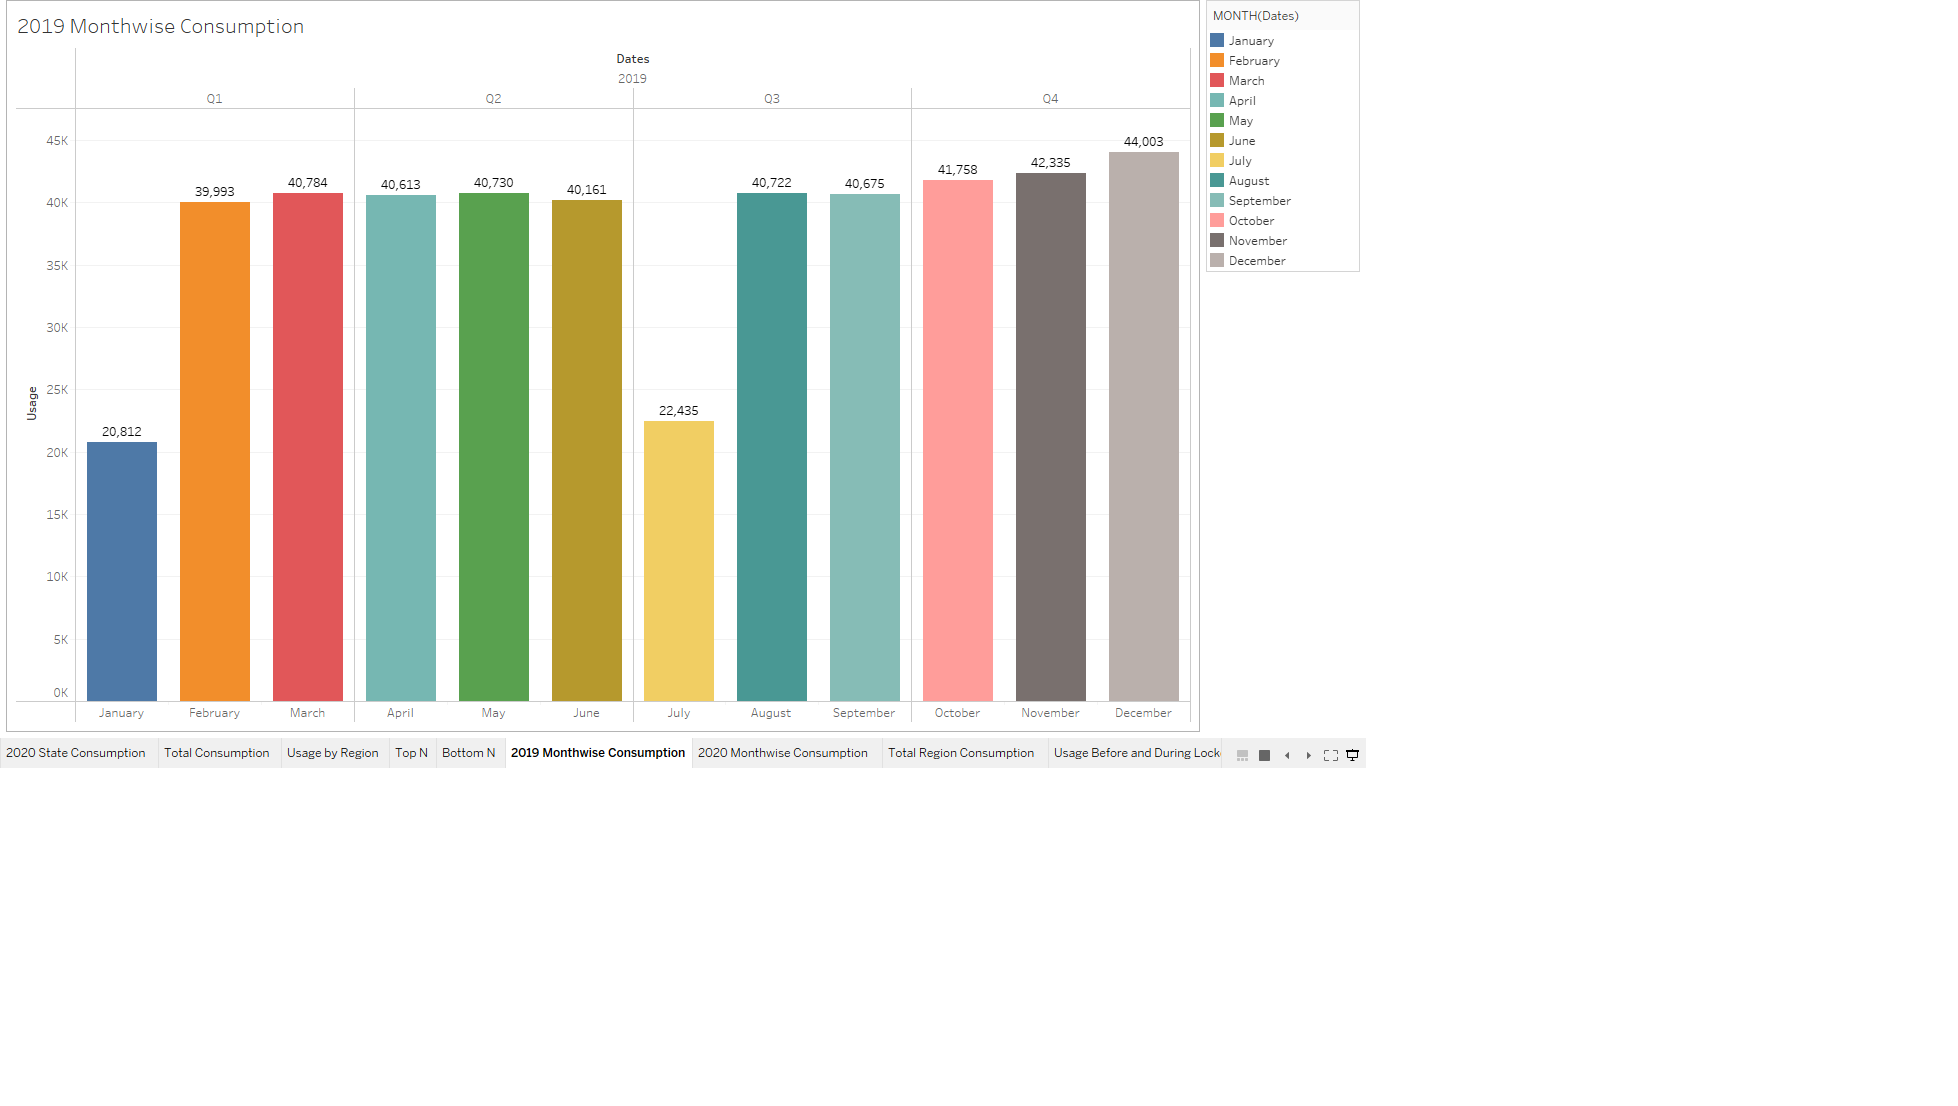 2019 Monthwise Consumption
Dates
2019
Q1 Q2 Q3 Q4
Usage
45K
40K
35K
30K
25K
20K
15K
10K
5K
0K
20,812
39,993
40,784
40,613
40,730
40,161
22,435
40,722
40,675
41,758
42,335
44,003
January February March April May June July August September October November December
MONTH(Dates)
January
February
March
April
May
June
July
August
September
October
November
December
2020 State Consumption Total Consumption Usage by Region Top N Bottom N 2019 Monthwise Consumption 2020 Monthwise Consumption Total Region Consumption Usage Before and During Lock